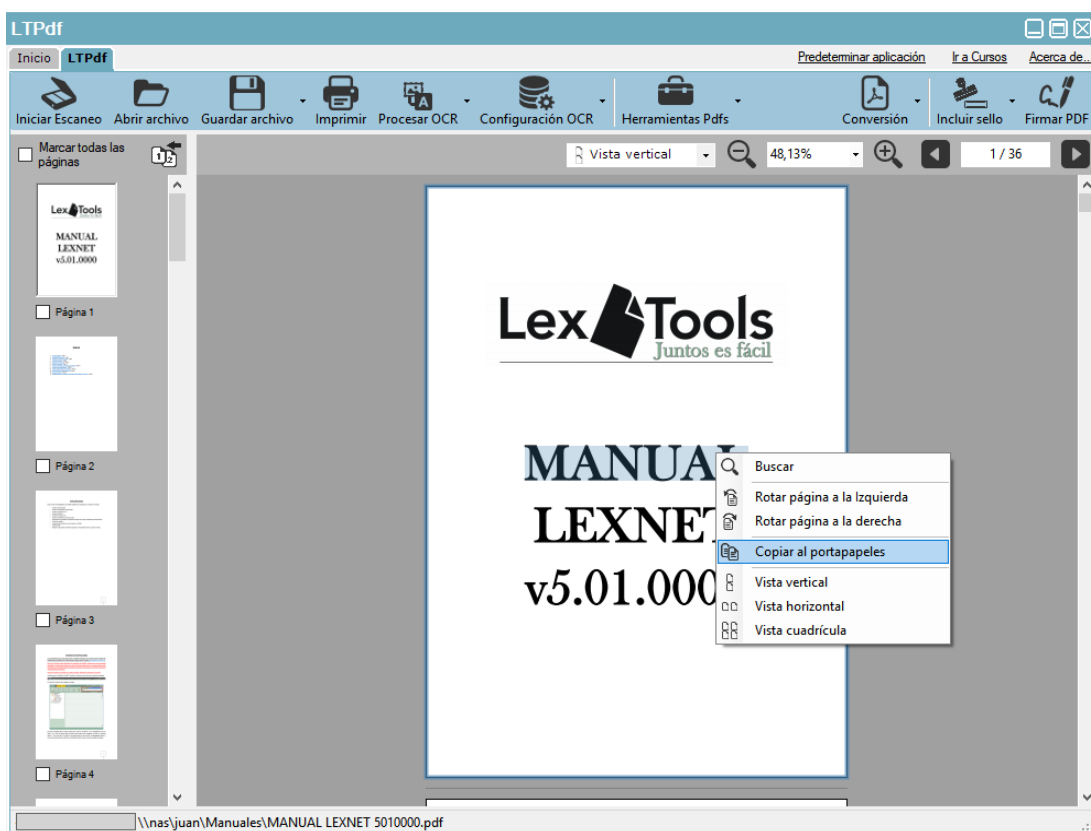 LTPdf
Inicio LTPdf Predeterminar aplicación Ir a Cursos Acerca de...
Iniciar Escaneo Abrir archivo Guardar archivo Imprimir Procesar OCR Configuración OCR Herramientas Pdfs Conversión Incluir sello Firmar PDF
Marcar todas las
páginas
Vista vertical 48,13% 1 / 36
Lex Tools
MANUAL
LEXNET
v5.01.0000
Página 1
Página 2
Página 3
Página 4
Lex Tools
Juntos es fácil
MANUAL
LEXNET
v5.01.000
Buscar
Rotar página a la Izquierda
Rotar página a la derecha
Copiar al portapapeles
Vista vertical
Vista horizontal
Vista cuadrícula
\\nas\juan\Manuales\MANUAL LEXNET 5010000.pdf